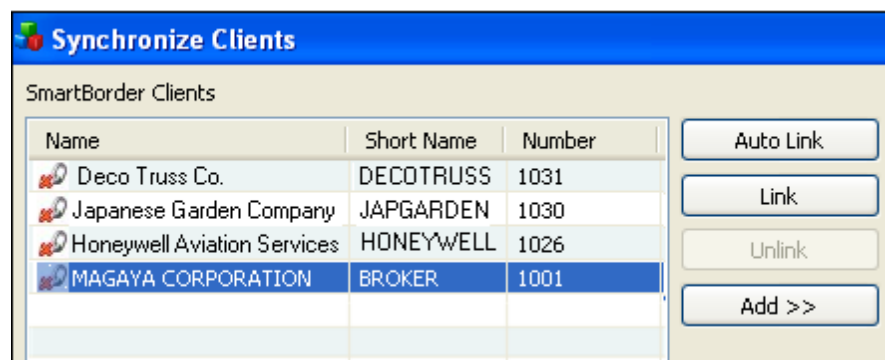 Synchronize Clients
SmartBorder Clients
Name Short Name Number
Deco Truss Co. DECOTRUSS 1031
Japanese Garden Company JAPGARDEN 1030
Honeywell Aviation Services HONEYWELL 1026
MAGAYA CORPORATION BROKER 1001
Auto Link
Link
Unlink
Add >>